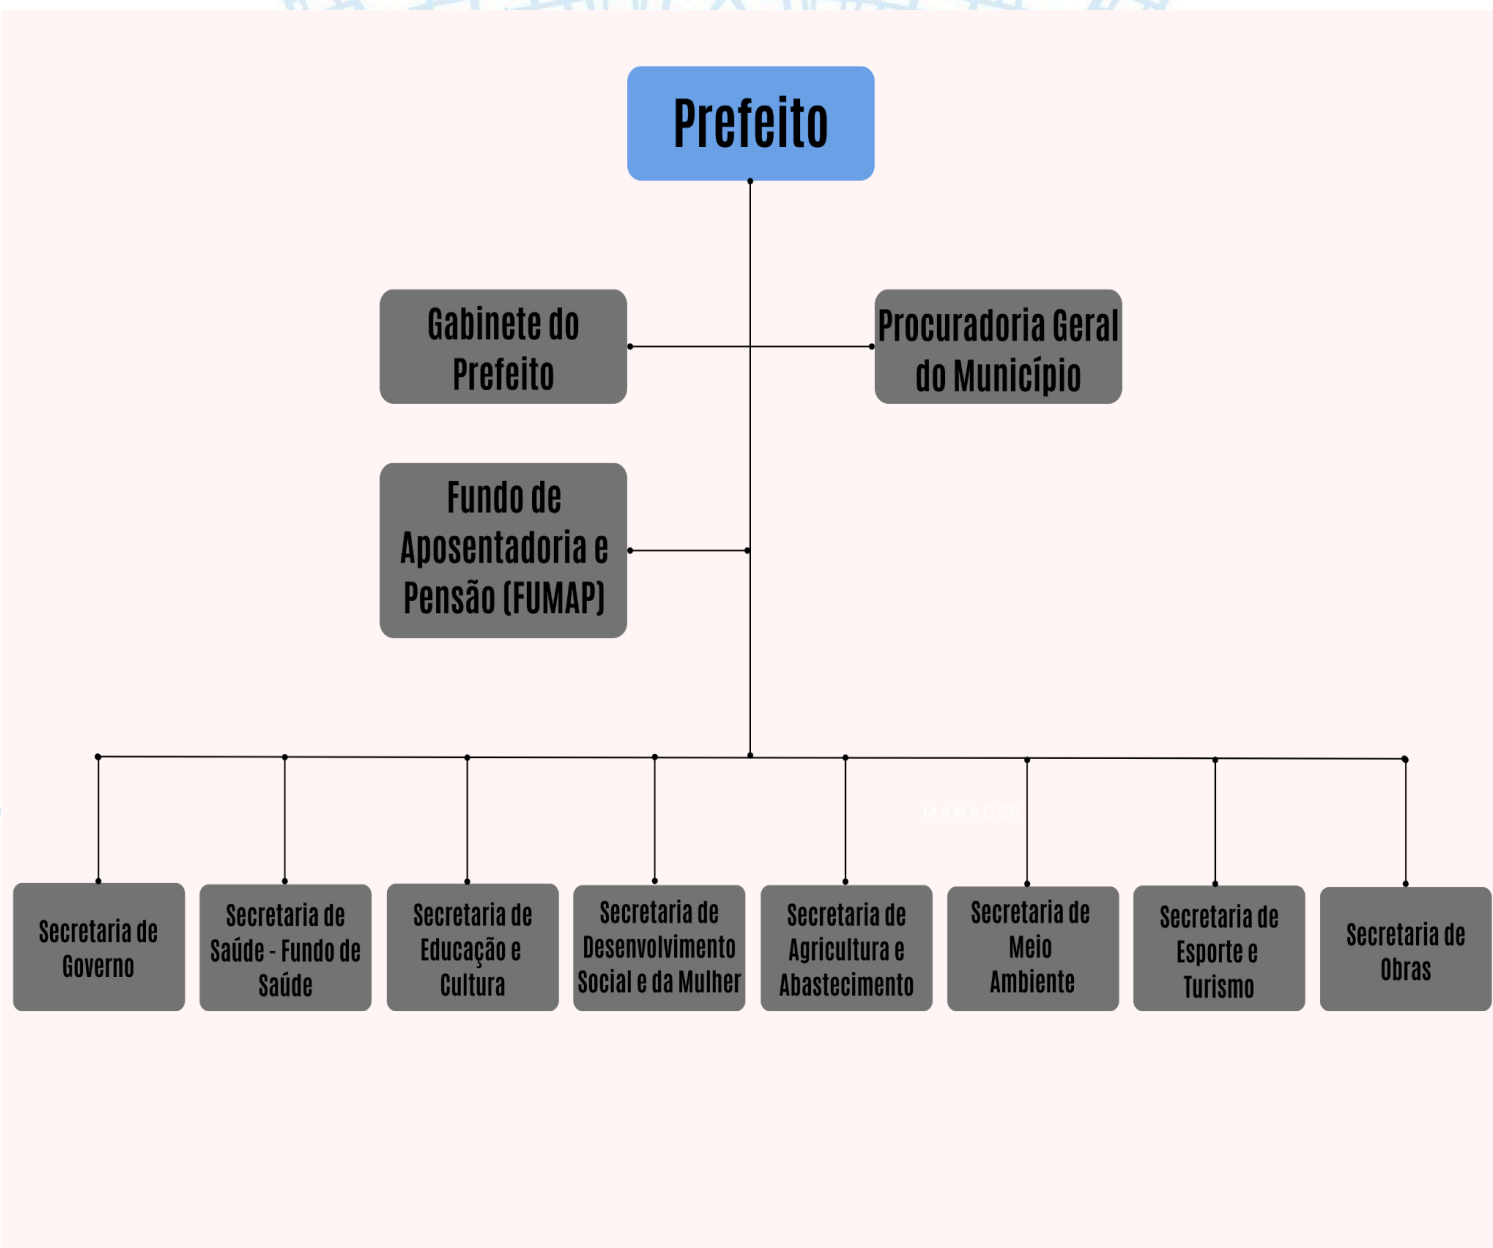 Prefeito
Gabinete do
Prefeito
Procuradoria Geral
do Município
Fundo de
Aposentadoria e
Pensão (FUMAP)
MANAGER
Secretaria de
Governo
Secretaria de
Saúde - Fundo de
Saúde
Secretaria de
Educação e
Cultura
Secretaria de
Desenvolvimento
Social e da Mulher
Secretaria de
Agricultura e
Abastecimento
Secretaria de
Meio
Ambiente
Secretaria de
Esporte e
Turismo
Secretaria de
Obras